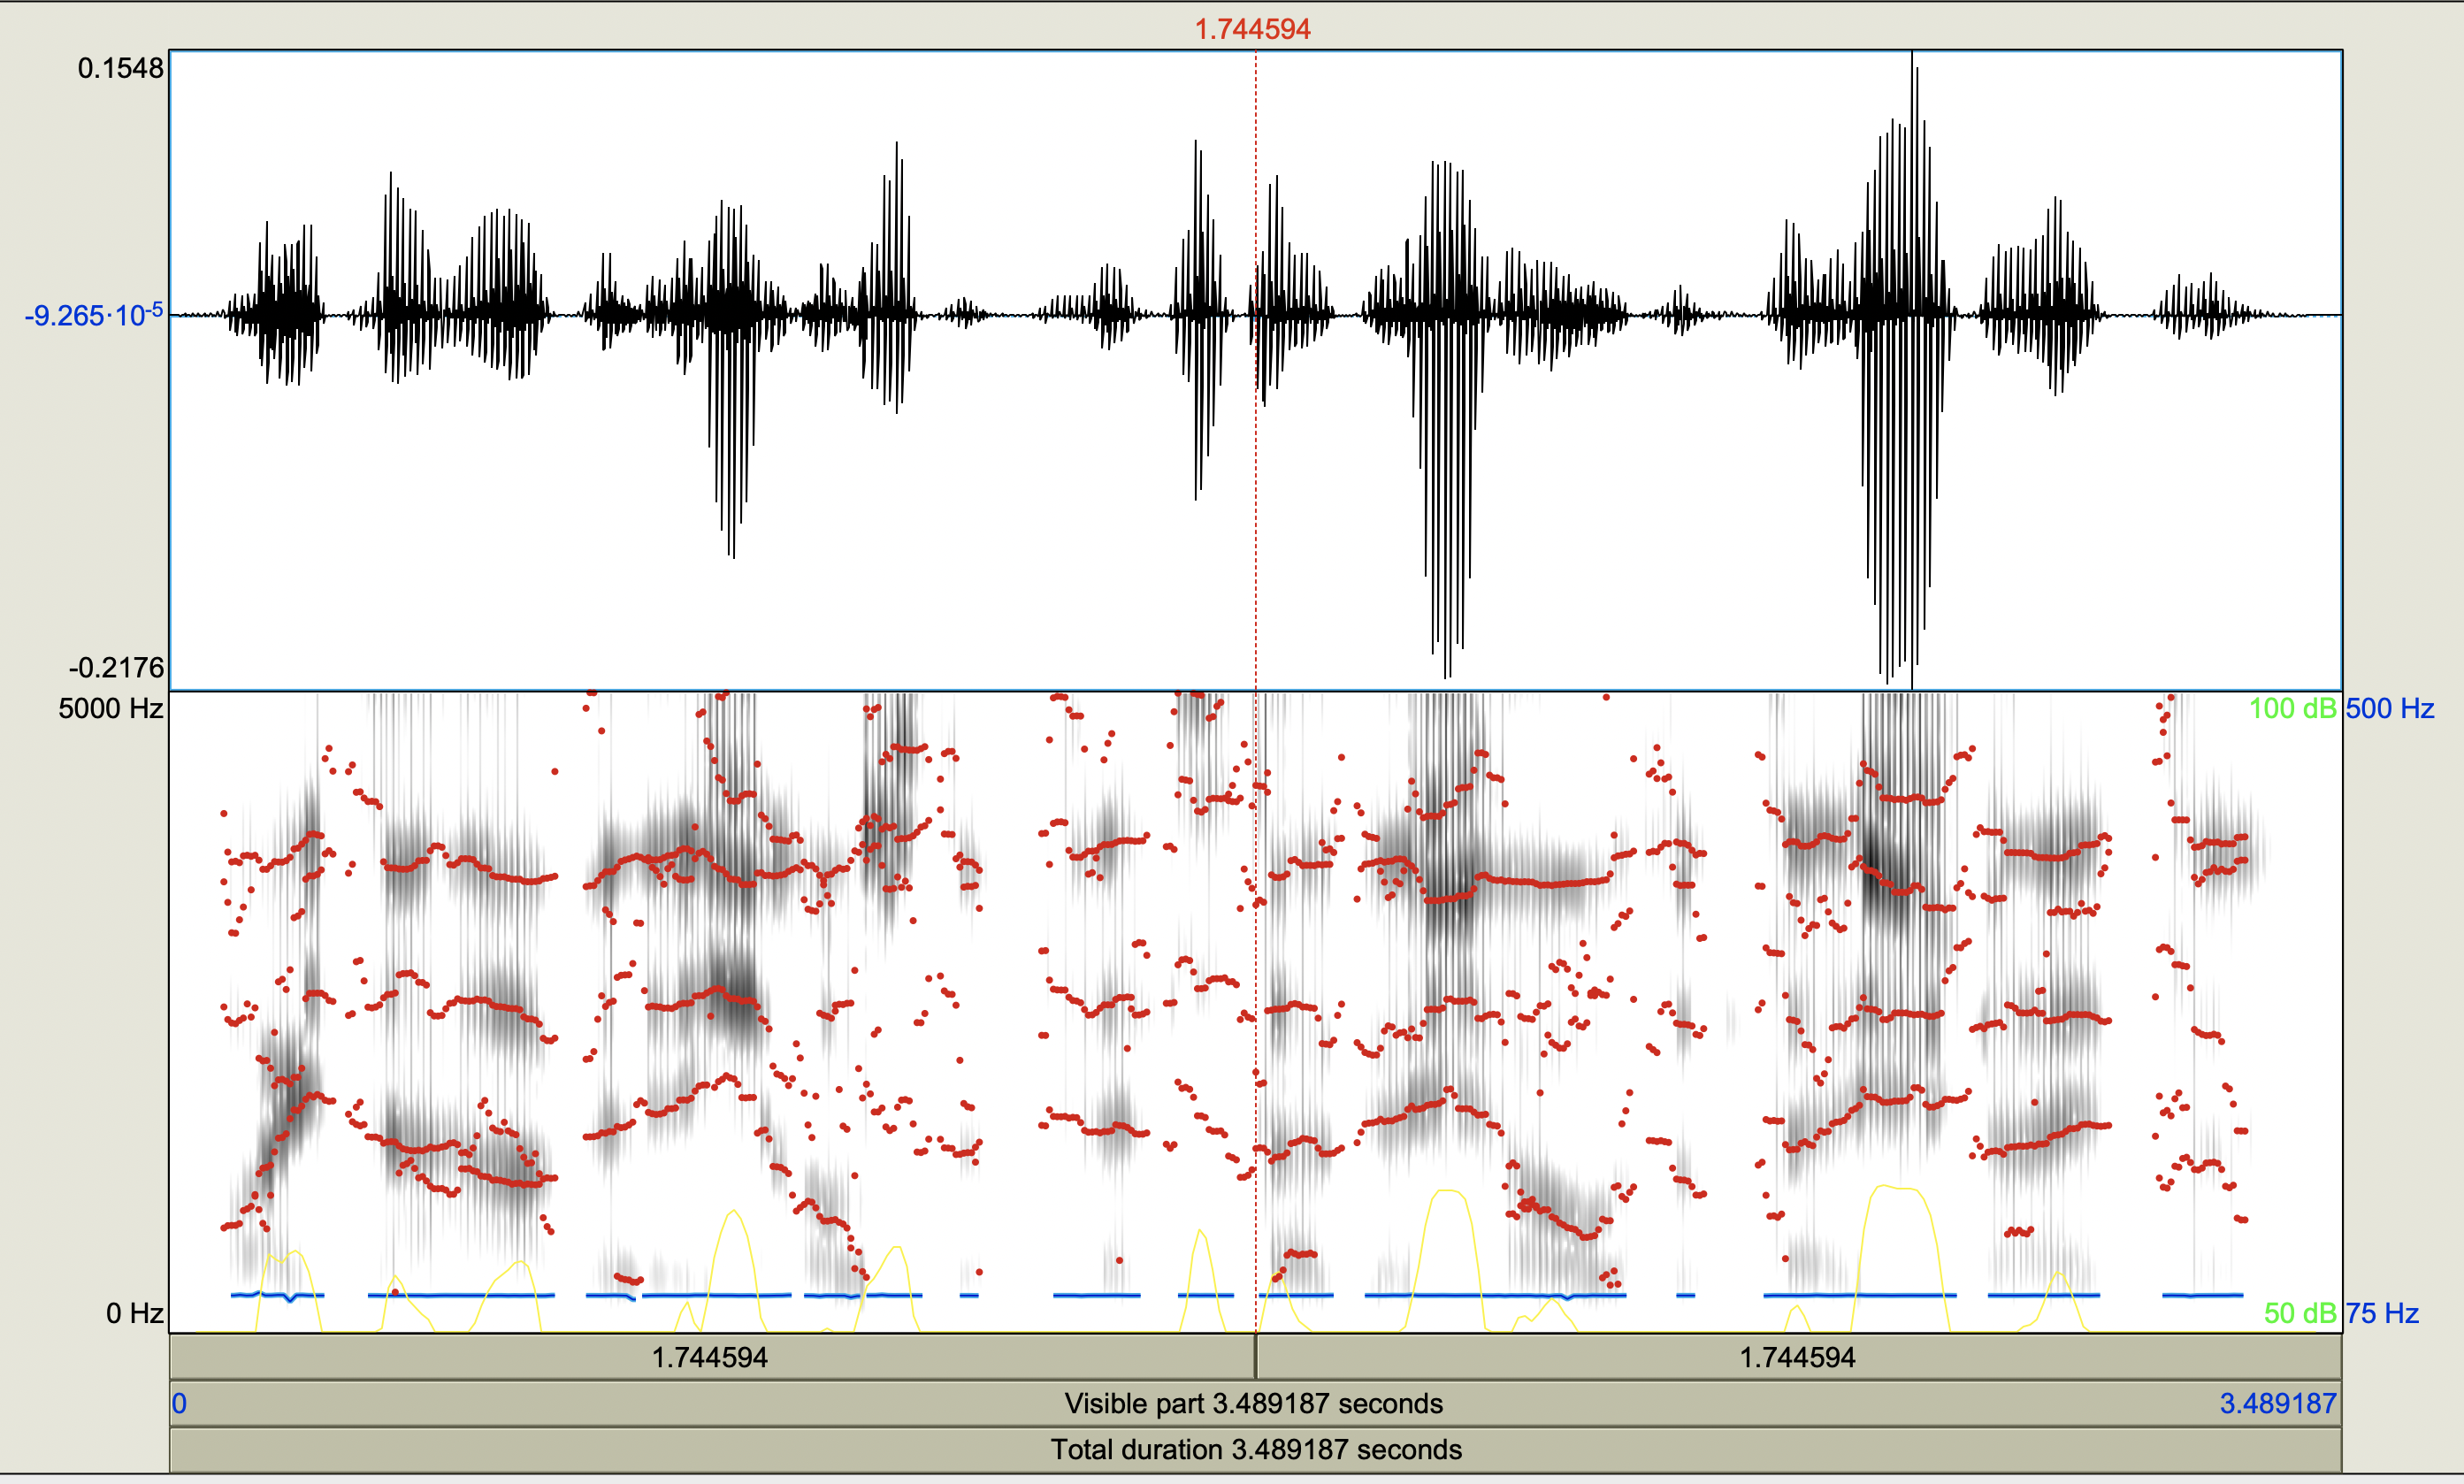 1.744594
0.1548
-9.265·10-5
-0.2176
5000 Hz
100 dB 500 Hz
0 Hz
50 dB 75 Hz
1.744594 1.744594
0 Visible part 3.489187 seconds 3.489187
Total duration 3.489187 seconds